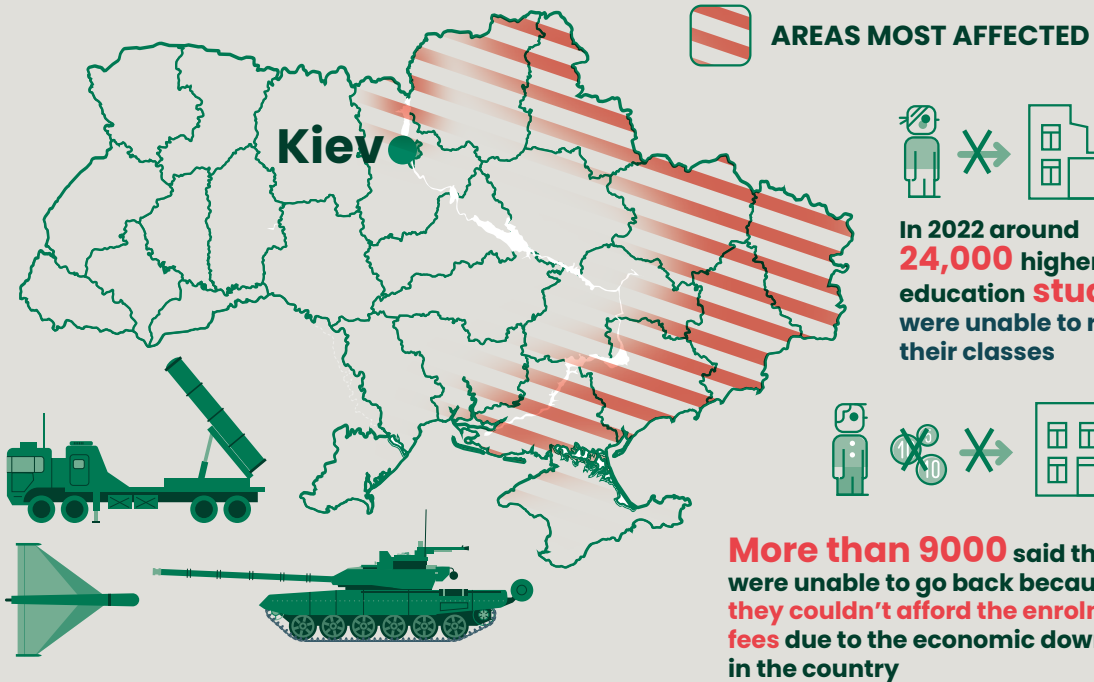 AREAS MOST AFFECTED
Kiev
In 2022 around
24,000 higher
education
were unable to
their classes
10
More than 9000 said
were unable to go back
they couldn't afford the
fees due to the economic
in the country